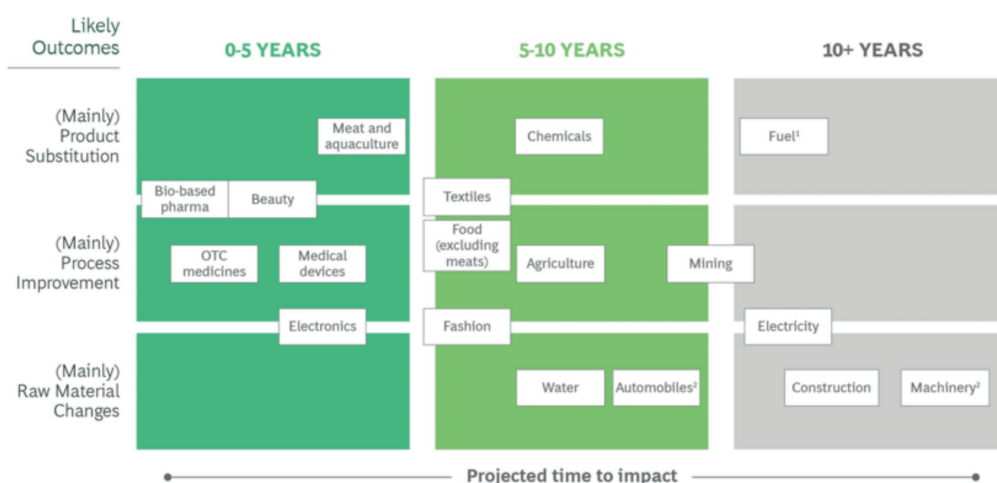 Likely
Outcomes
0-5 YEARS
5-10 YEARS
10+ YEARS
(Mainly)
Product
Substitution
Meat and
aquaculture
Chemicals
Fuel¹
Bio-based
pharma
Beauty
Textiles
(Mainly)
Process
Improvement
OTC
medicines
Medical
devices
Food
(excluding
meats)
Agriculture
Mining
Electronics
Fashion
Electricity
(Mainly)
Raw Material
Changes
Water
Automobiles²
Construction
Machinery²
Projected time to impact